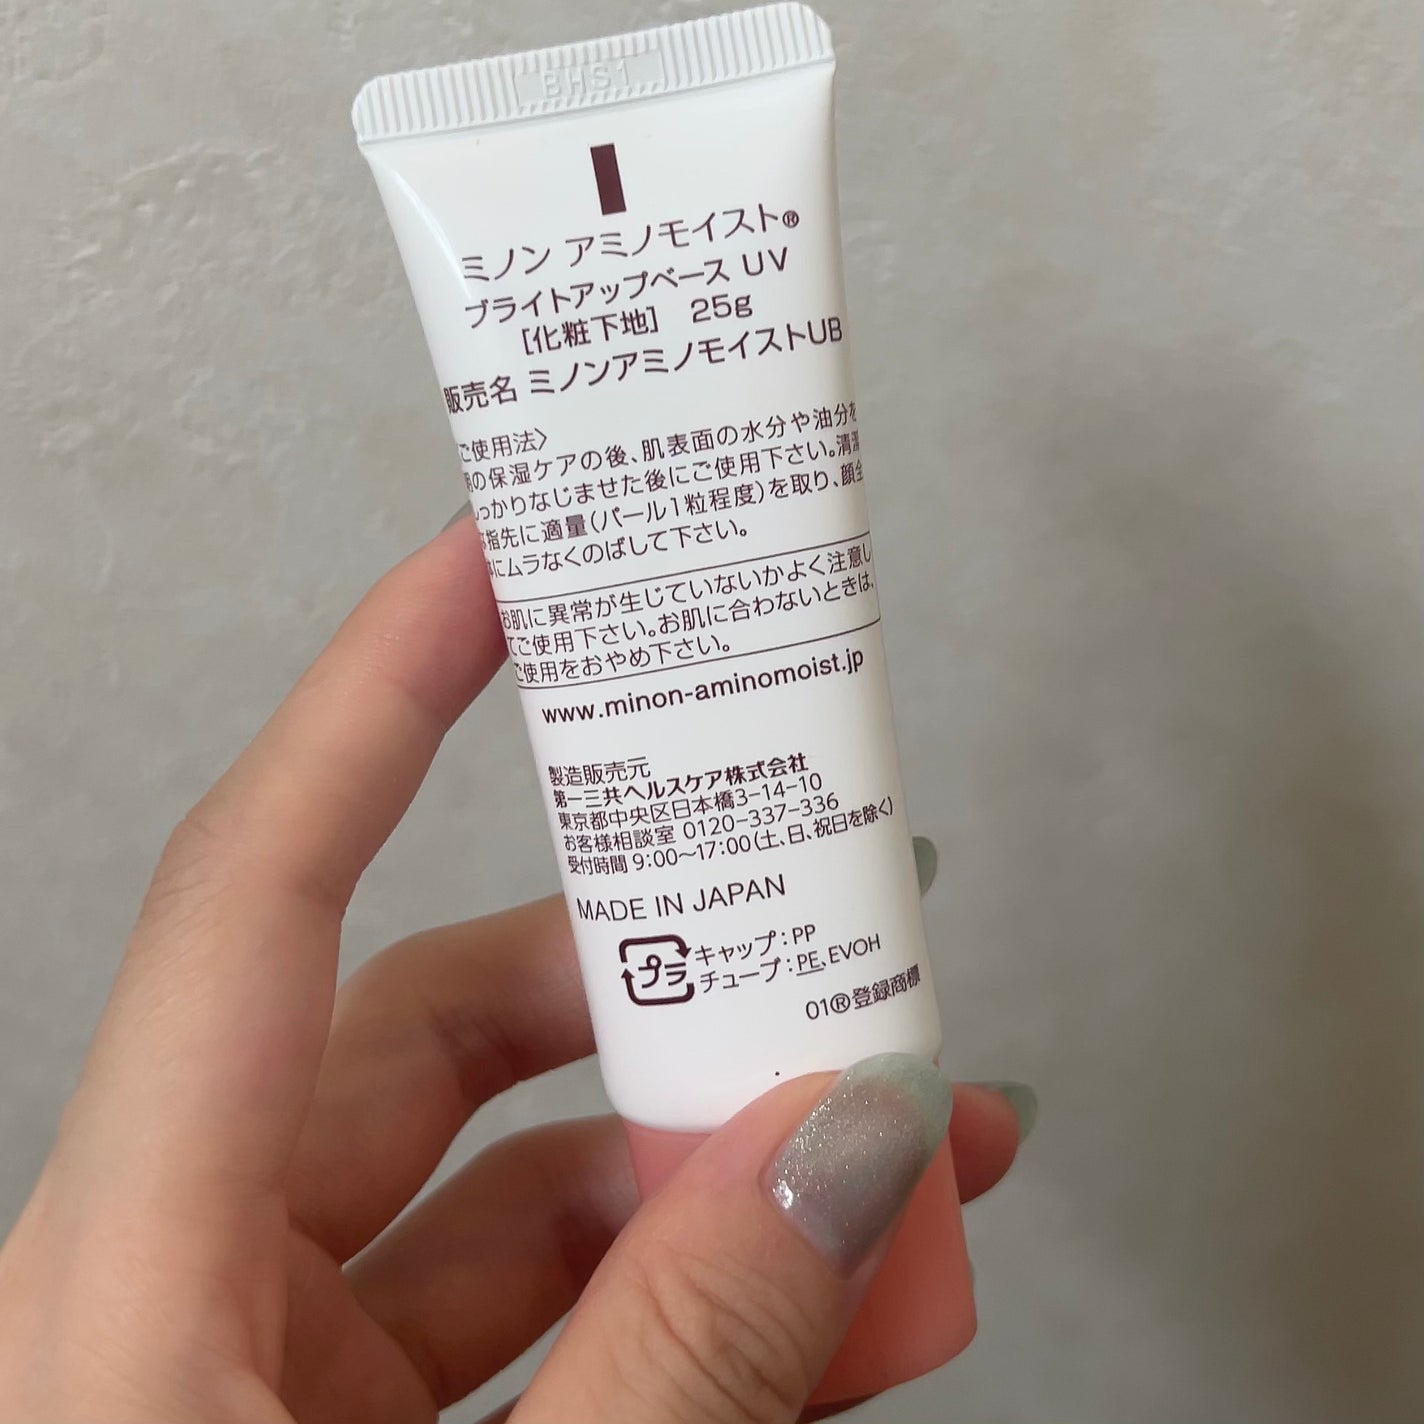 BHS1
ミノン アミノモイスト®
ブライトアップベース UV
[化粧下地] 25g
販売名 ミノンアミノモイストUB
ご使用法〉
の保湿ケアの後、肌表面の水分や油分を
しっかりなじませた後にご使用下さい。清潔
な指先に適量(パール1粒程度)を取り、顔全
体にムラなくのばして下さい。
お肌に異常が生じていないかよく注意し
てご使用下さい。お肌に合わないときは、
ご使用をおやめ下さい。
www.minon-aminomoist.jp
製造販売元
第一三共ヘルスケア株式会社
東京都中央区日本橋3-14-10
お客様相談室 0120-337-336
受付時間 9:00〜17:00(土、日、祝日を除く)
MADE IN JAPAN
プラ キャップ:PP
チューブ:PE、EVOH
01®登録商標